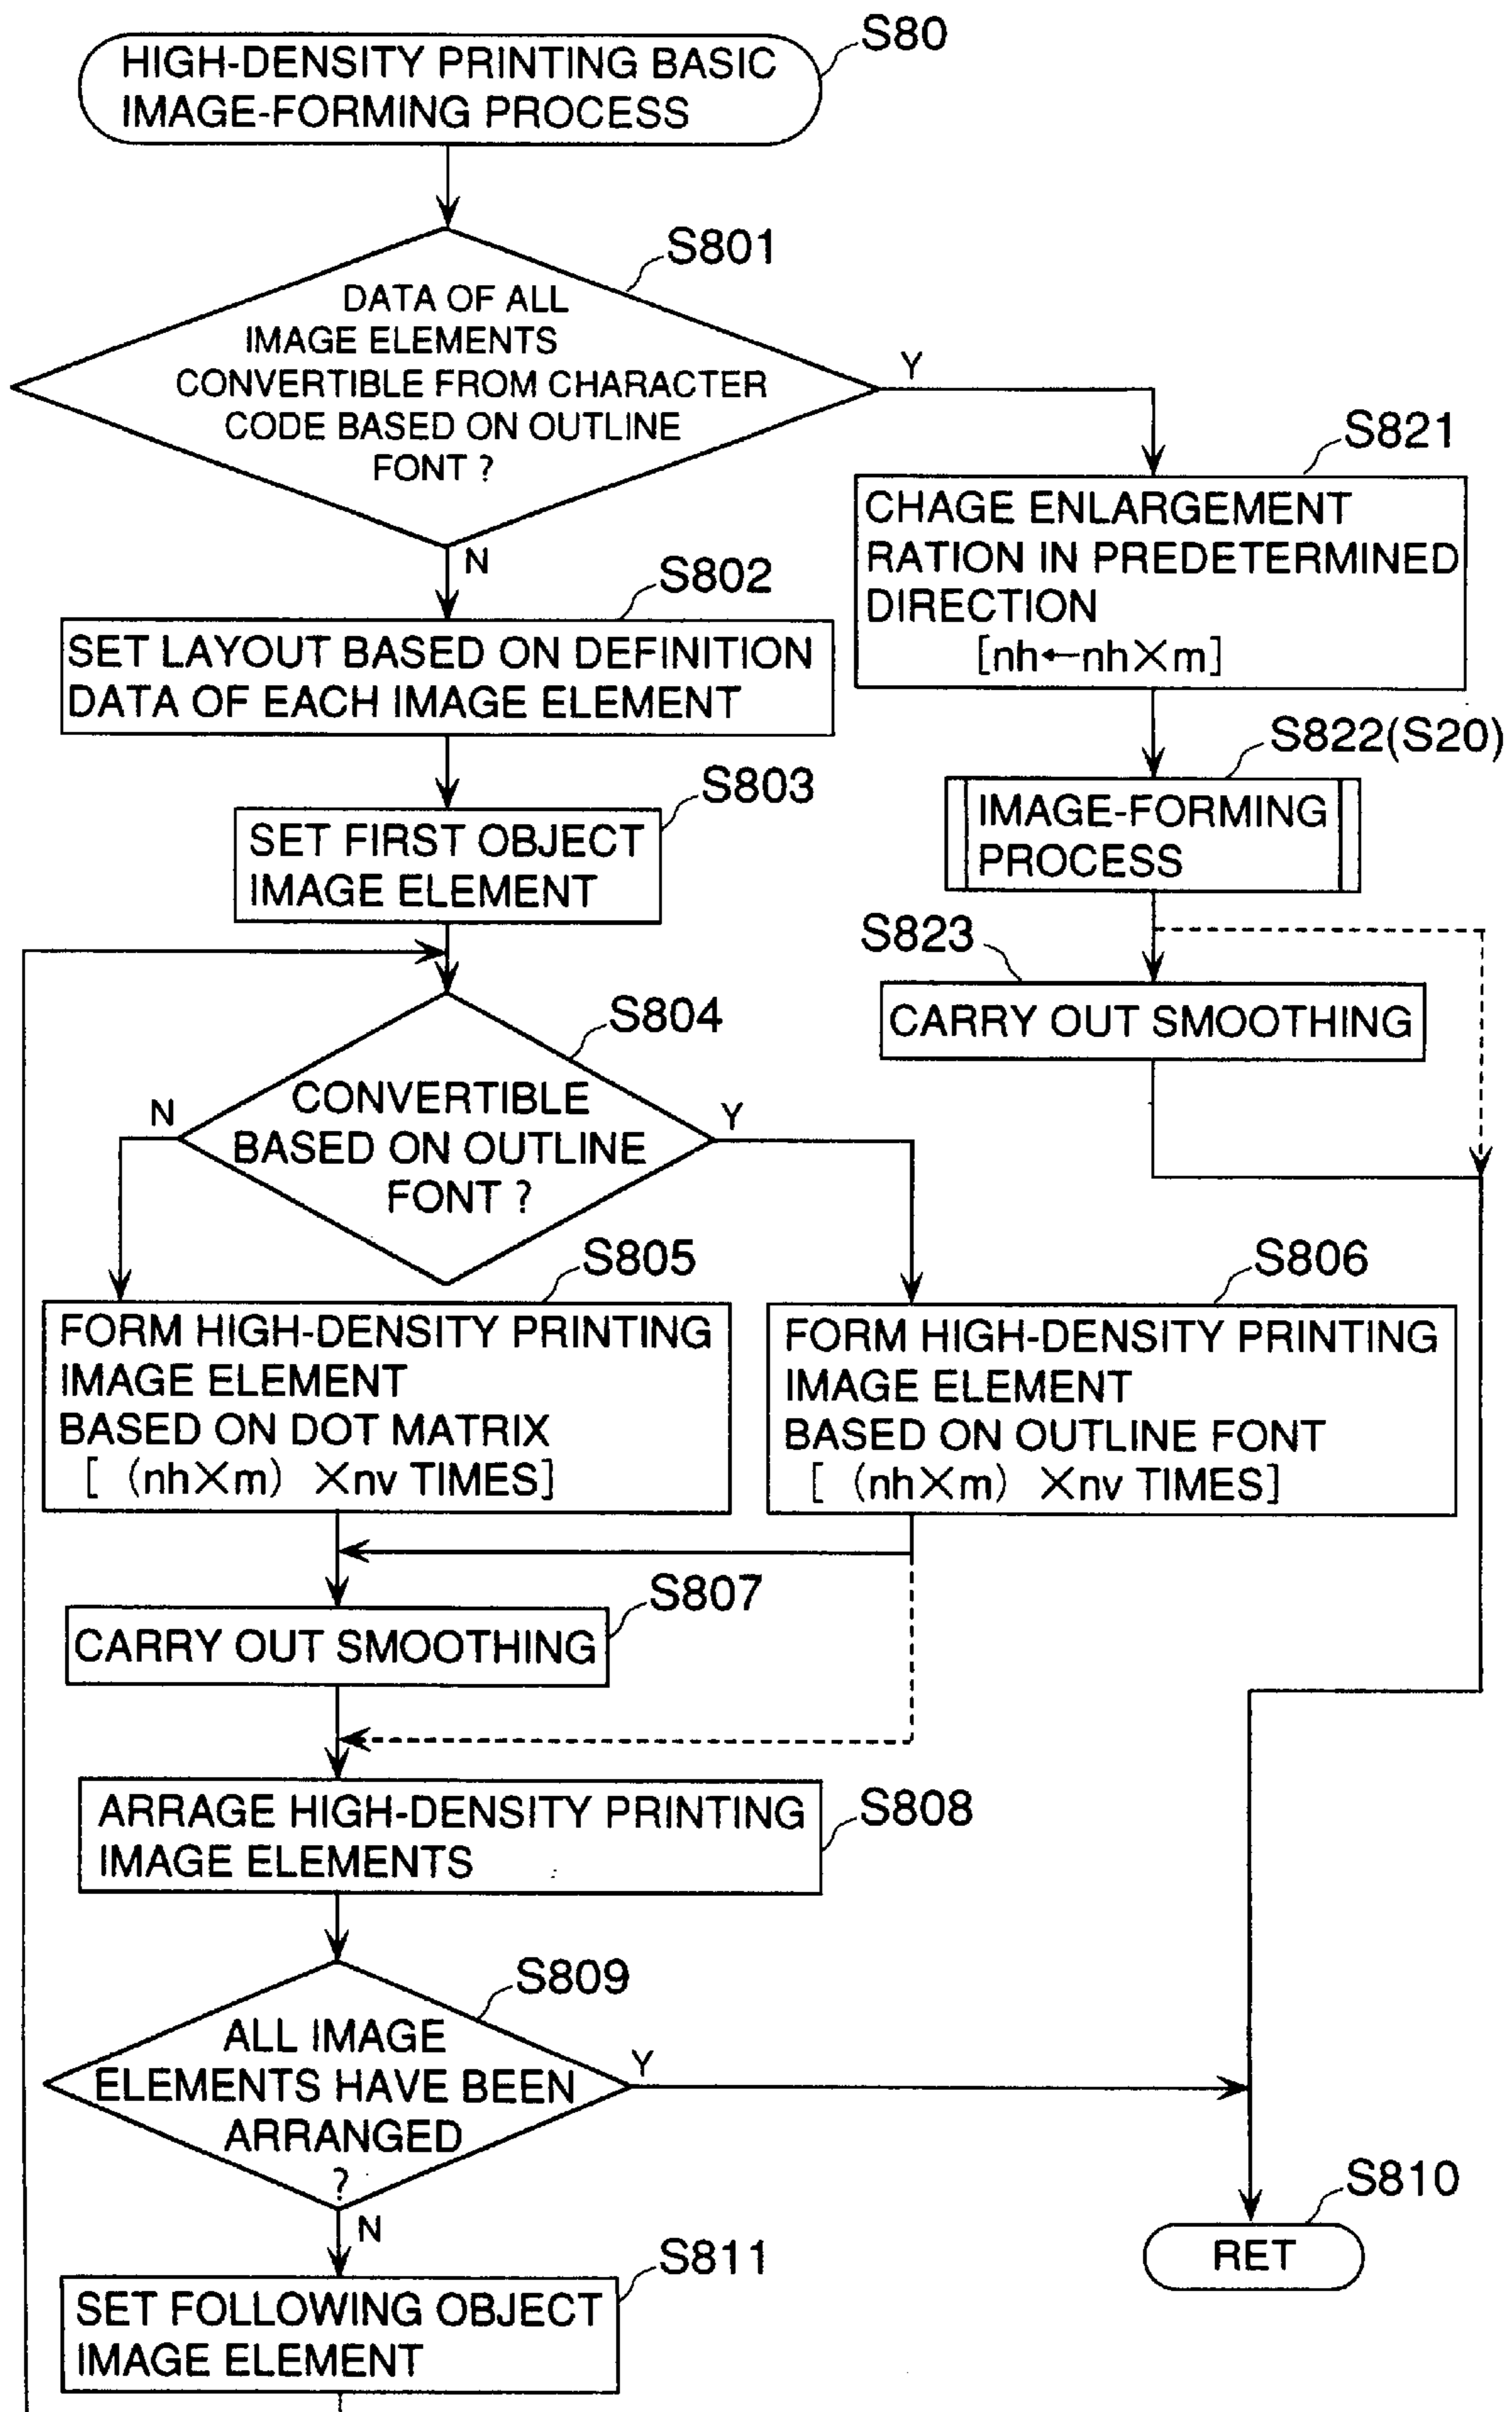 S80
HIGH-DENSITY PRINTING BASIC
IMAGE-FORMING PROCESS
S801
DATA OF ALL
IMAGE ELEMENTS
CONVERTIBLE FROM CHARACTER
CODE BASED ON OUTLINE
FONT ?
Y
N
S821
CHAGE ENLARGEMENT
RATION IN PREDETERMINED
DIRECTION
[nh←nh×m]
S802
SET LAYOUT BASED ON DEFINITION
DATA OF EACH IMAGE ELEMENT
S822(S20)
IMAGE-FORMING
PROCESS
S803
SET FIRST OBJECT
IMAGE ELEMENT
S823
CARRY OUT SMOOTHING
S804
CONVERTIBLE
BASED ON OUTLINE
FONT ?
N
Y
S805
FORM HIGH-DENSITY PRINTING
IMAGE ELEMENT
BASED ON DOT MATRIX
[ (nh×m) ×nv TIMES]
S806
FORM HIGH-DENSITY PRINTING
IMAGE ELEMENT
BASED ON OUTLINE FONT
[ (nh×m) ×nv TIMES]
S807
CARRY OUT SMOOTHING
S808
ARRAGE HIGH-DENSITY PRINTING
IMAGE ELEMENTS
S809
ALL IMAGE
ELEMENTS HAVE BEEN
ARRANGED
?
Y
N
S810
RET
S811
SET FOLLOWING OBJECT
IMAGE ELEMENT